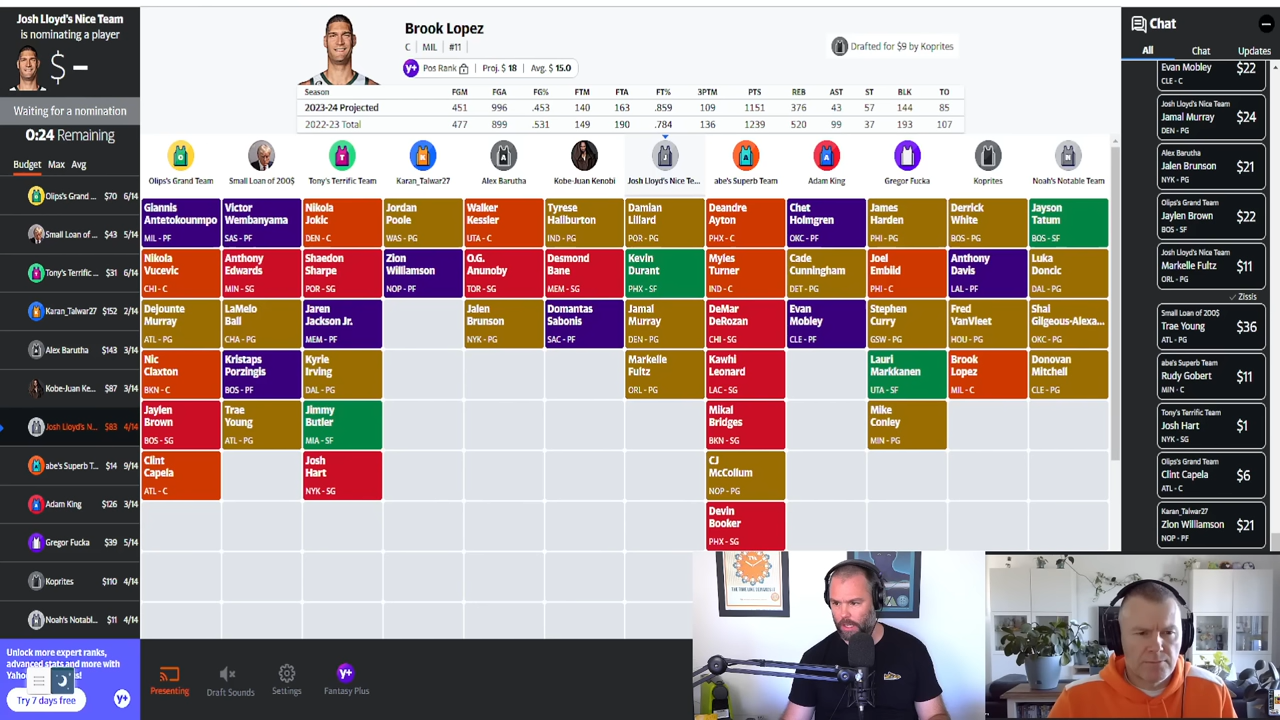 Josh Lloyd's Nice Team
is nominating a player
$ –
Waiting for a nomination
0:24 Remaining
Budget Max Avg
Olips's Grand ... $70 6/14
Small Loan of ... $43 5/14
Tony's Terrific ... $31 6/14
Karan_Talwar27 $152 2/14
Alex Barutha $143 3/14
Kobe-Juan Ke... $87 3/14
Josh Lloyd's N... $83 4/14
abe's Superb T... $14 9/14
Adam King $126 3/14
Gregor Fucka $39 5/14
Koprites $110 4/14
Noah's Notabl... $11 4/14
Unlock more expert ranks,
advanced stats and more with
Try 7 days free
y+
Brook Lopez
C MIL #11
y+ Pos Rank Proj. $ 18 Avg. $ 15.0
Drafted for $9 by Koprites
Season FGM FGA FG% FTM FTA FT% 3PTM PTS REB AST ST BLK TO
2023-24 Projected 451 996 .453 140 163 .859 109 1151 376 43 57 144 85
2022-23 Total 477 899 .531 149 190 .784 136 1239 520 99 37 193 107
Olips's Grand Team Small Loan of 200$ Tony's Terrific Team Karan_Talwar27 Alex Barutha Kobe-Juan Kenobi Josh Lloyd's Nice Te... abe's Superb Team Adam King Gregor Fucka Koprites Noah's Notable Team
Giannis Victor Nikola Jordan Walker Tyrese Damian Deandre Chet James Derrick Jayson
Antetokounmpo Wembanyama Jokic Poole Kessler Haliburton Lillard Ayton Holmgren Harden White Tatum
MIL - PF SAS - PF DEN - C WAS - PG UTA - C IND - PG POR - PG PHX - C OKC - PF PHI - PG BOS - PG BOS - SF
Nikola Anthony Shaedon Zion O.G. Desmond Kevin Myles Cade Joel Anthony Luka
Vucevic Edwards Sharpe Williamson Anunoby Bane Durant Turner Cunningham Embiid Davis Doncic
CHI - C MIN - SG POR - SG NOP - PF TOR - SG MEM - SG PHX - SF IND - C DET - PG PHI - C LAL - PF DAL - PG
Dejounte LaMelo Jaren Jalen Domantas Jamal DeMar Evan Stephen Fred Shai
Murray Ball Jackson Jr. Brunson Sabonis Murray DeRozan Mobley Curry VanVleet Gilgeous-Alexa...
ATL - PG CHA - PG MEM - PF NYK - PG SAC - PF DEN - PG CHI - SG CLE - PF GSW - PG HOU - PG OKC - PG
Nic Kristaps Kyrie Markelle Kawhi Lauri Brook Donovan
Claxton Porzingis Irving Fultz Leonard Markkanen Lopez Mitchell
BKN - C BOS - PF DAL - PG ORL - PG LAC - SG UTA - SF MIL - C CLE - PG
Jaylen Trae Jimmy Mikal Mike
Brown Young Butler Bridges Conley
BOS - SG ATL - PG MIA - SF BKN - SG MIN - PG
Clint Josh CJ
Capela Hart McCollum
ATL - C NYK - SG NOP - PG
Devin
Booker
PHX - SG
Presenting Draft Sounds Settings Fantasy Plus
y+
Chat
All Chat Updates
Evan Mobley $22
CLE - C
Josh Lloyd's Nice Team
Jamal Murray $24
DEN - PG
Alex Barutha
Jalen Brunson $21
NYK - PG
Olips's Grand Team
Jaylen Brown $22
BOS - SF
Josh Lloyd's Nice Team
Markelle Fultz $11
ORL - PG
Zissis
Small Loan of 200$
Trae Young $36
ATL - PG
abe's Superb Team
Rudy Gobert $11
MIN - C
Tony's Terrific Team
Josh Hart $1
NYK - SG
Olips's Grand Team
Clint Capela $6
ATL - C
Karan_Talwar27
Zion Williamson $21
NOP - PF